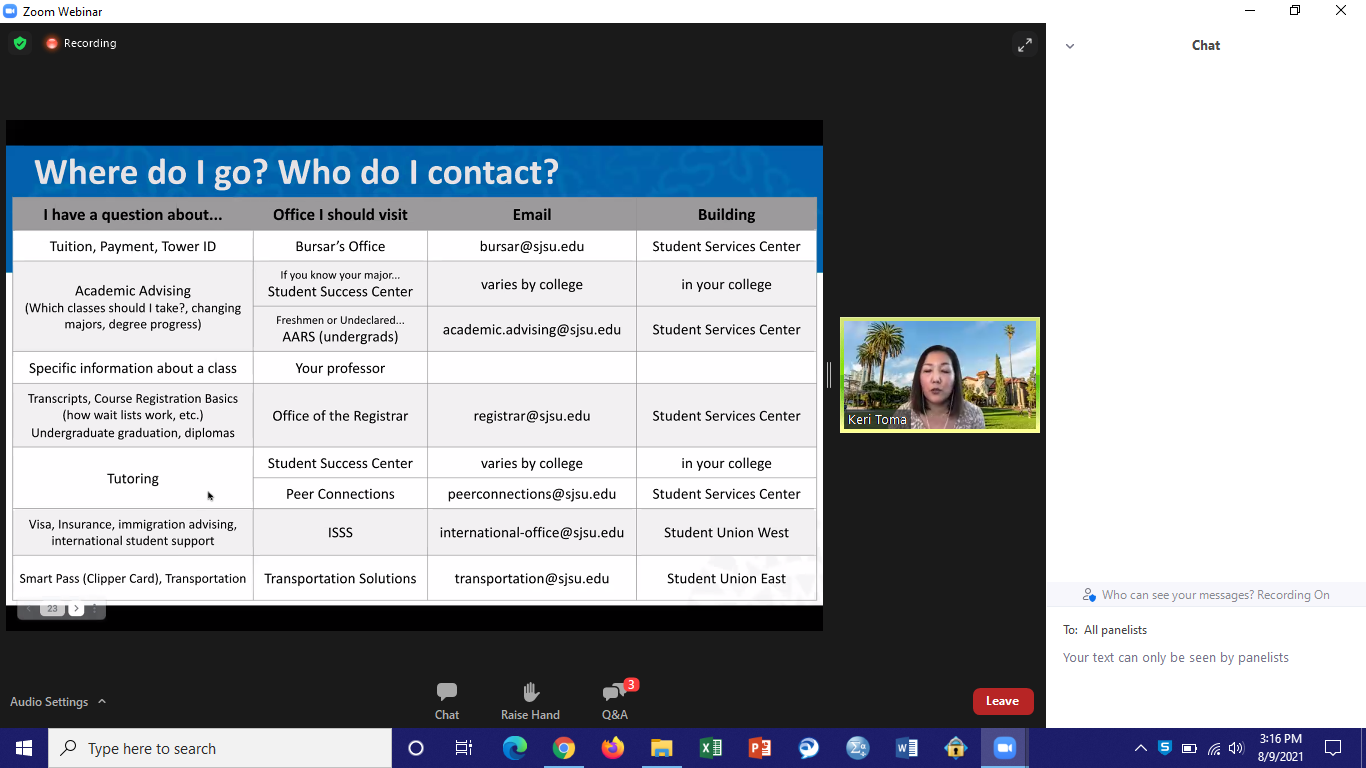 Zoom Webinar
Recording
Chat
Where do I go? Who do I contact?
I have a question about...
Office I should visit
Email
Building
Tuition, Payment, Tower ID
Bursar's Office
bursar@sjsu.edu
Student Services Center
Academic Advising
(Which classes should I take?, changing
majors, degree progress)
If you know your major...
Student Success Center
varies by college
in your college
Freshmen or Undeclared...
AARS (undergrads)
academic.advising@sjsu.edu
Student Services Center
Specific information about a class
Your professor
Transcripts, Course Registration Basics
(how wait lists work, etc.)
Undergraduate graduation, diplomas
Office of the Registrar
registrar@sjsu.edu
Student Services Center
Tutoring
Student Success Center
varies by college
in your college
Peer Connections
peerconnections@sjsu.edu
Student Services Center
Visa, Insurance, immigration advising,
international student support
ISSS
international-office@sjsu.edu
Student Union West
Smart Pass (Clipper Card), Transportation
Transportation Solutions
transportation@sjsu.edu
Student Union East
23
Keri Toma
Who can see your messages? Recording On
To: All panelists
Your text can only be seen by panelists
Audio Settings
Chat
Raise Hand
3
Q&A
Leave
Type here to search
3:16 PM
8/9/2021